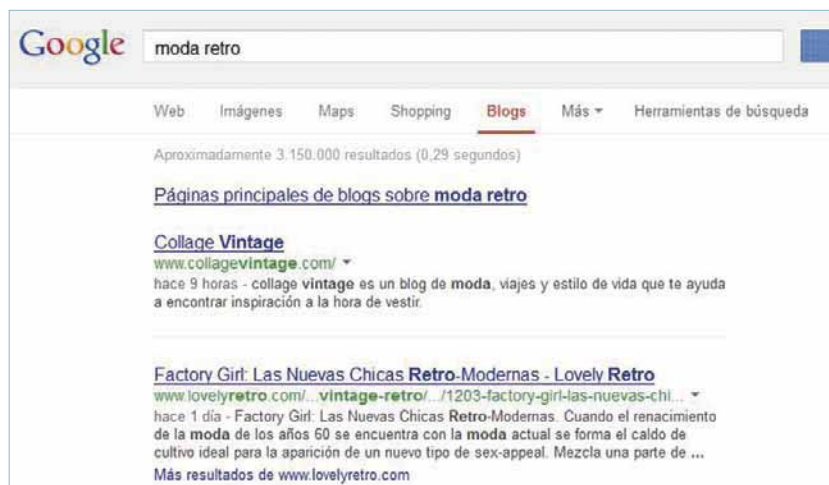 Google moda retro
Web Imágenes Maps Shopping Blogs Más Herramientas de búsqueda
Aproximadamente 3.150.000 resultados (0,29 segundos)
Páginas principales de blogs sobre moda retro
Collage Vintage
www.collagevintage.com/
hace 9 horas - collage vintage es un blog de moda, viajes y estilo de vida que te ayuda
a encontrar inspiración a la hora de vestir.
Factory Girl: Las Nuevas Chicas Retro-Modernas - Lovely Retro
www.lovelyretro.com/...vintage-retro/.../1203-factory-girl-las-nuevas-chi...
hace 1 día - Factory Girl: Las Nuevas Chicas Retro-Modernas. Cuando el renacimiento
de la moda de los años 60 se encuentra con la moda actual se forma el caldo de
cultivo ideal para la aparición de un nuevo tipo de sex-appeal. Mezcla una parte de ...
Más resultados de www.lovelyretro.com